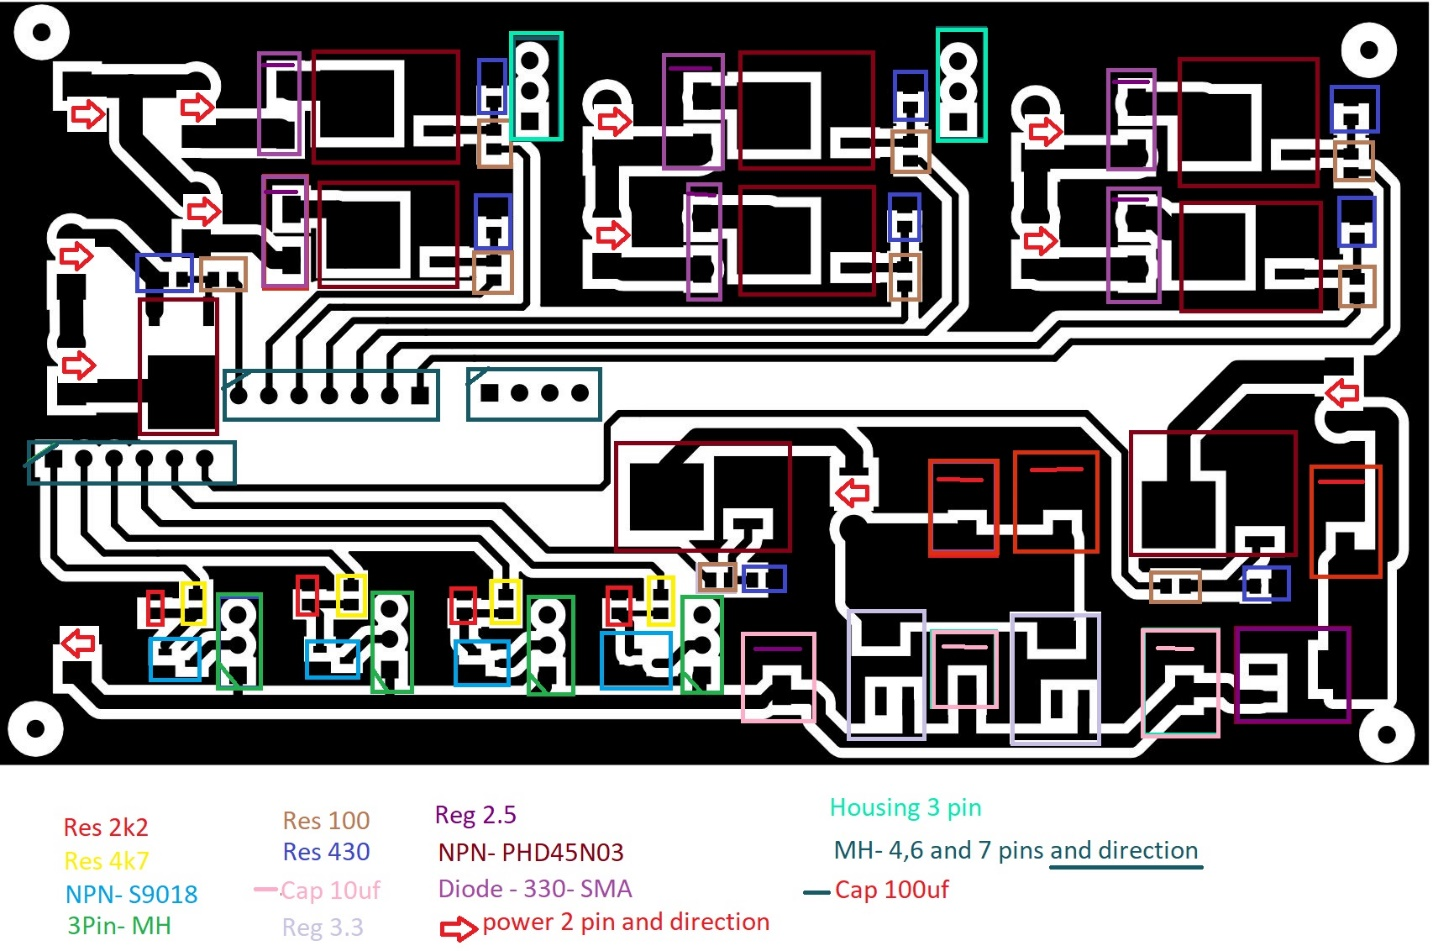 Res 2k2
Res 4k7
NPN- S9018
3Pin- MH
Res 100
Res 430
Cap 10uf
Reg 3.3
Reg 2.5
NPN- PHD45N03
Diode - 330- SMA
power 2 pin and direction
Housing 3 pin
MH- 4,6 and 7 pins and direction
Cap 100uf